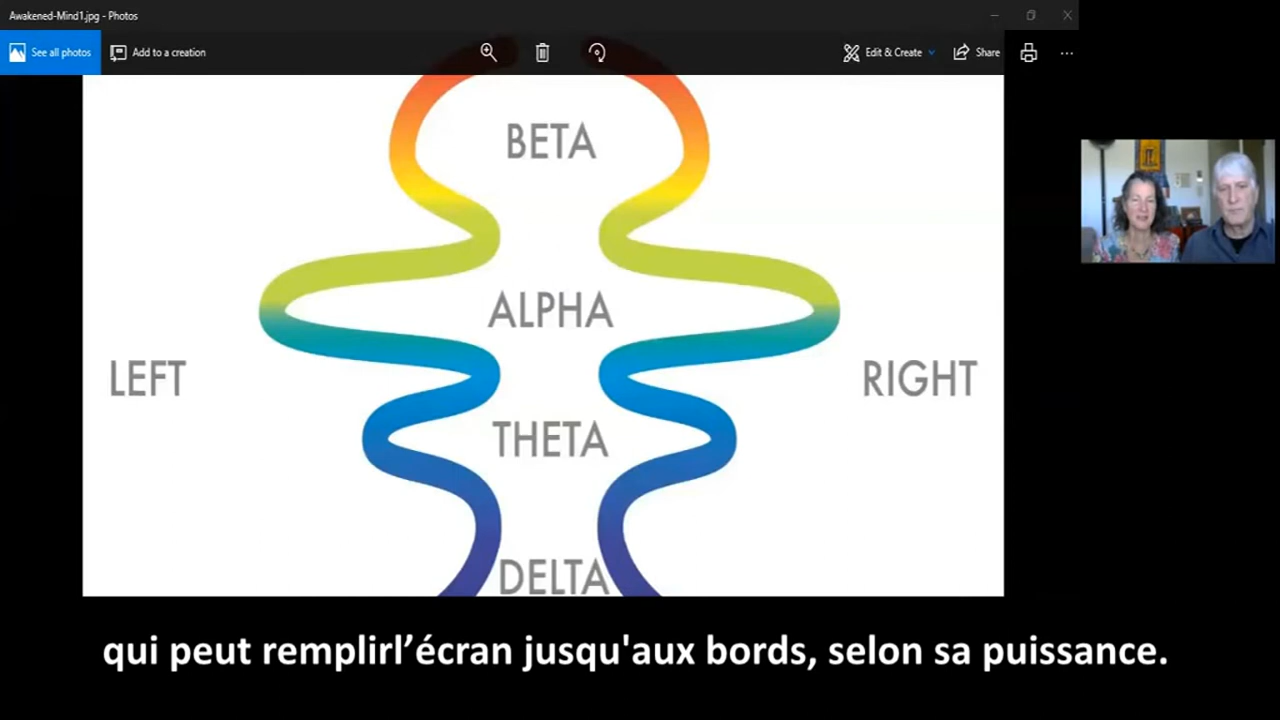 Awakened-Mind1.jpg - Photos
See all photos
Add to a creation
Edit & Create
Share
BETA
ALPHA
LEFT
RIGHT
THETA
DELTA
qui peut remplirl’écran jusqu'aux bords, selon sa puissance.